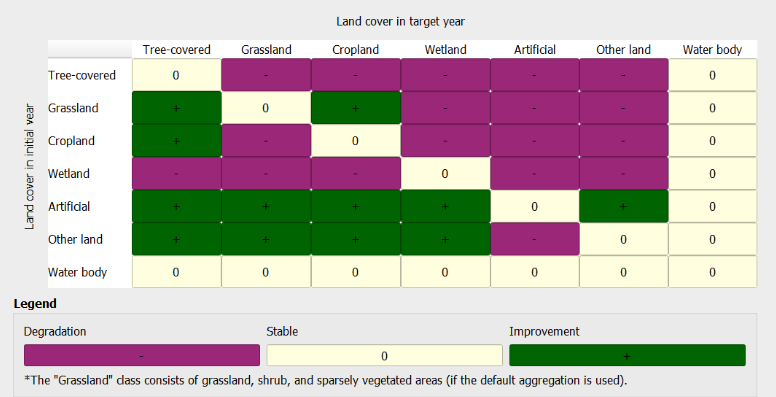 Land cover in target year
Tree-covered Grassland Cropland Wetland Artificial Other land Water body
Land cover in initial year
Tree-covered 0 - - - - - 0
Grassland + 0 + - - - 0
Cropland + - 0 - - - 0
Wetland - - - 0 - - 0
Artificial + + + + 0 + 0
Other land + + + + - 0 0
Water body 0 0 0 0 0 0 0
Legend
Degradation Stable Improvement
- 0 +
*The "Grassland" class consists of grassland, shrub, and sparsely vegetated areas (if the default aggregation is used).